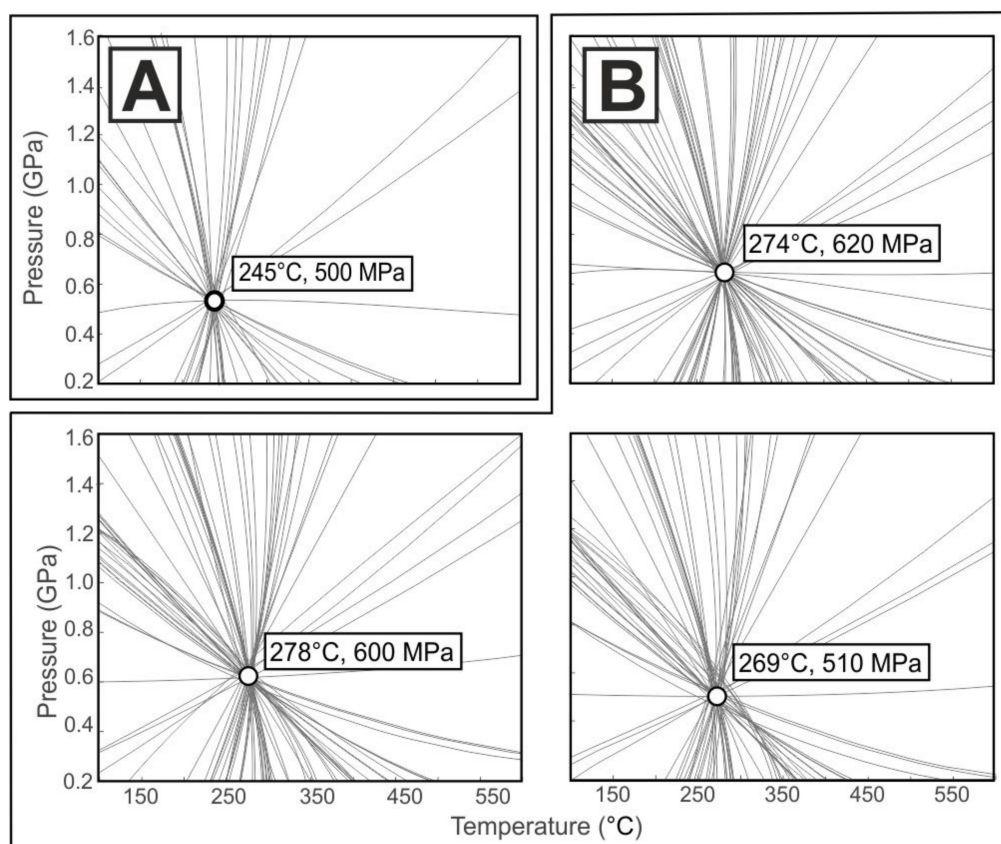 A
B
Pressure (GPa)
1.6
1.4
1.2
1.0
0.8
0.6
0.4
0.2
245°C, 500 MPa
274°C, 620 MPa
Pressure (GPa)
1.6
1.4
1.2
1.0
0.8
0.6
0.4
0.2
278°C, 600 MPa
269°C, 510 MPa
150 250 350 450 550
150 250 350 450 550
Temperature (°C)